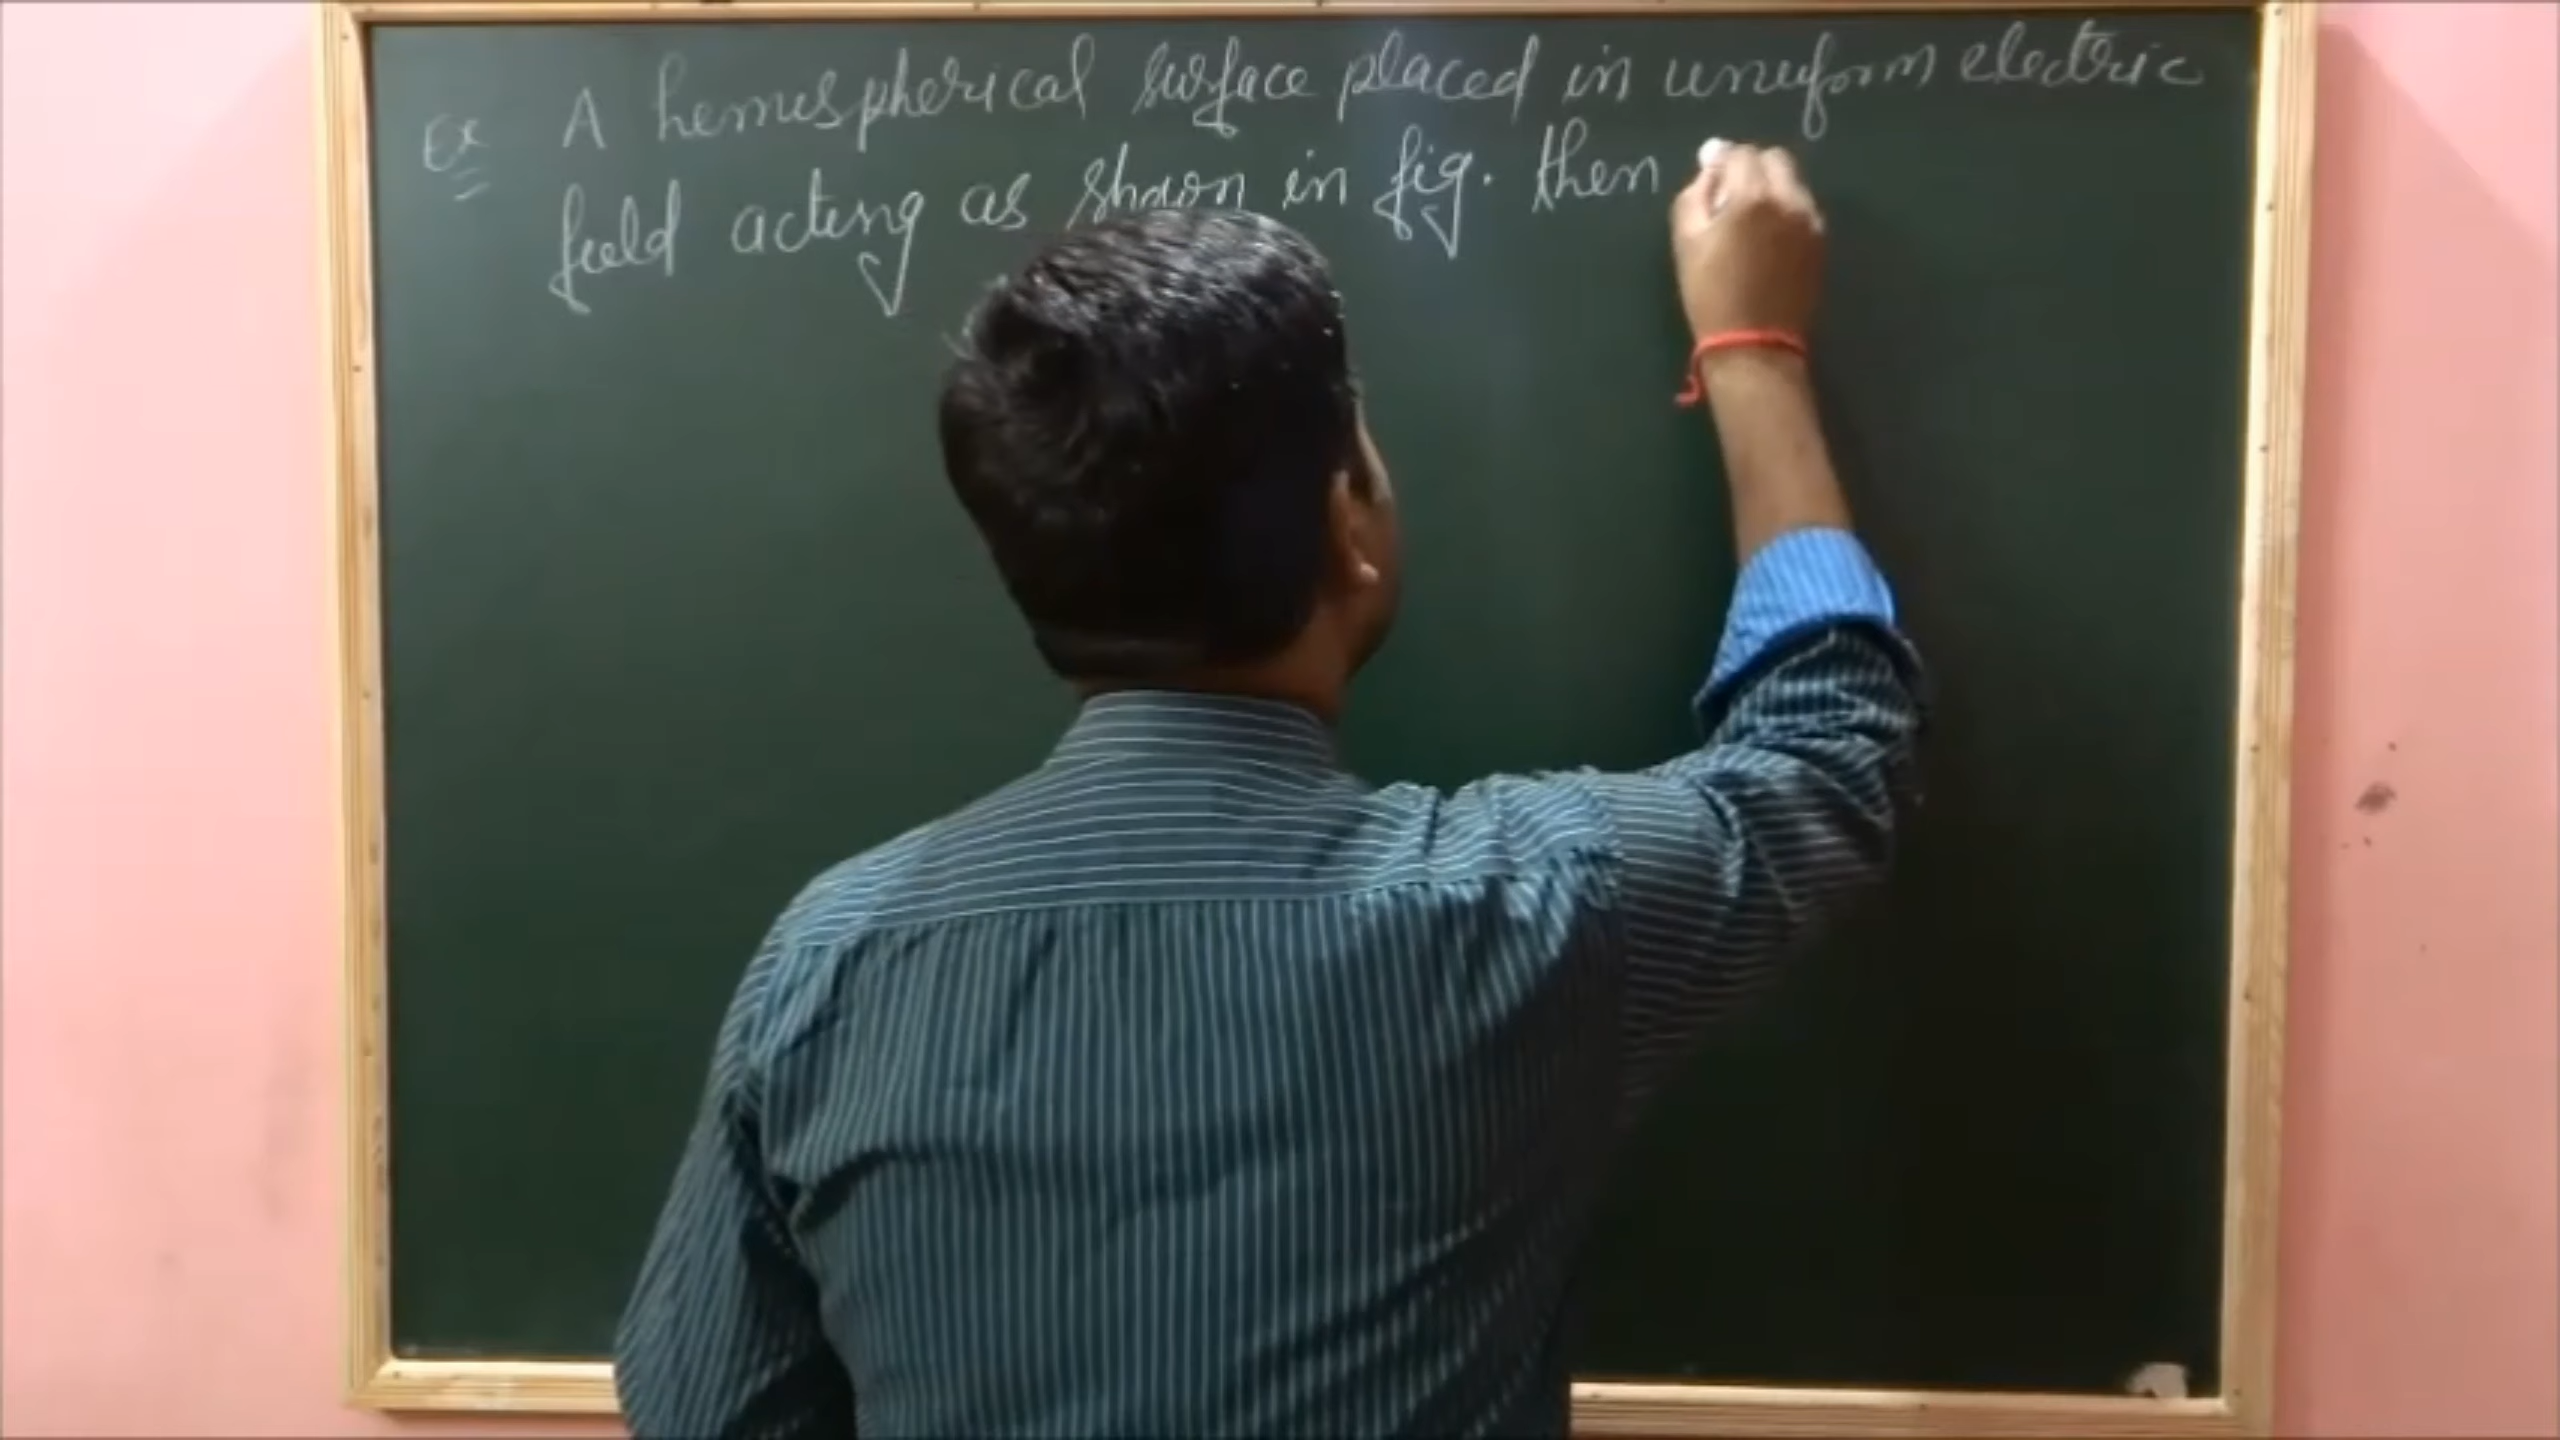 Ex A hemispherical surface placed in uniform electric
field acting as shown in fig. then